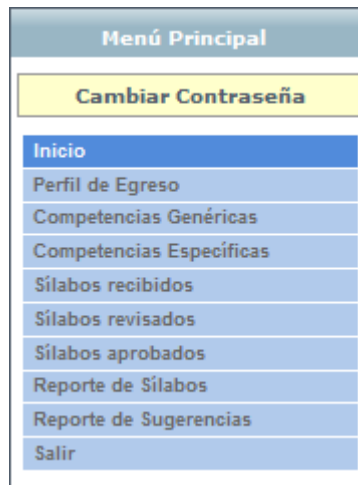 Menú Principal
Cambiar Contraseña
Inicio
Perfil de Egreso
Competencias Genéricas
Competencias Específicas
Sílabos recibidos
Sílabos revisados
Sílabos aprobados
Reporte de Sílabos
Reporte de Sugerencias
Salir